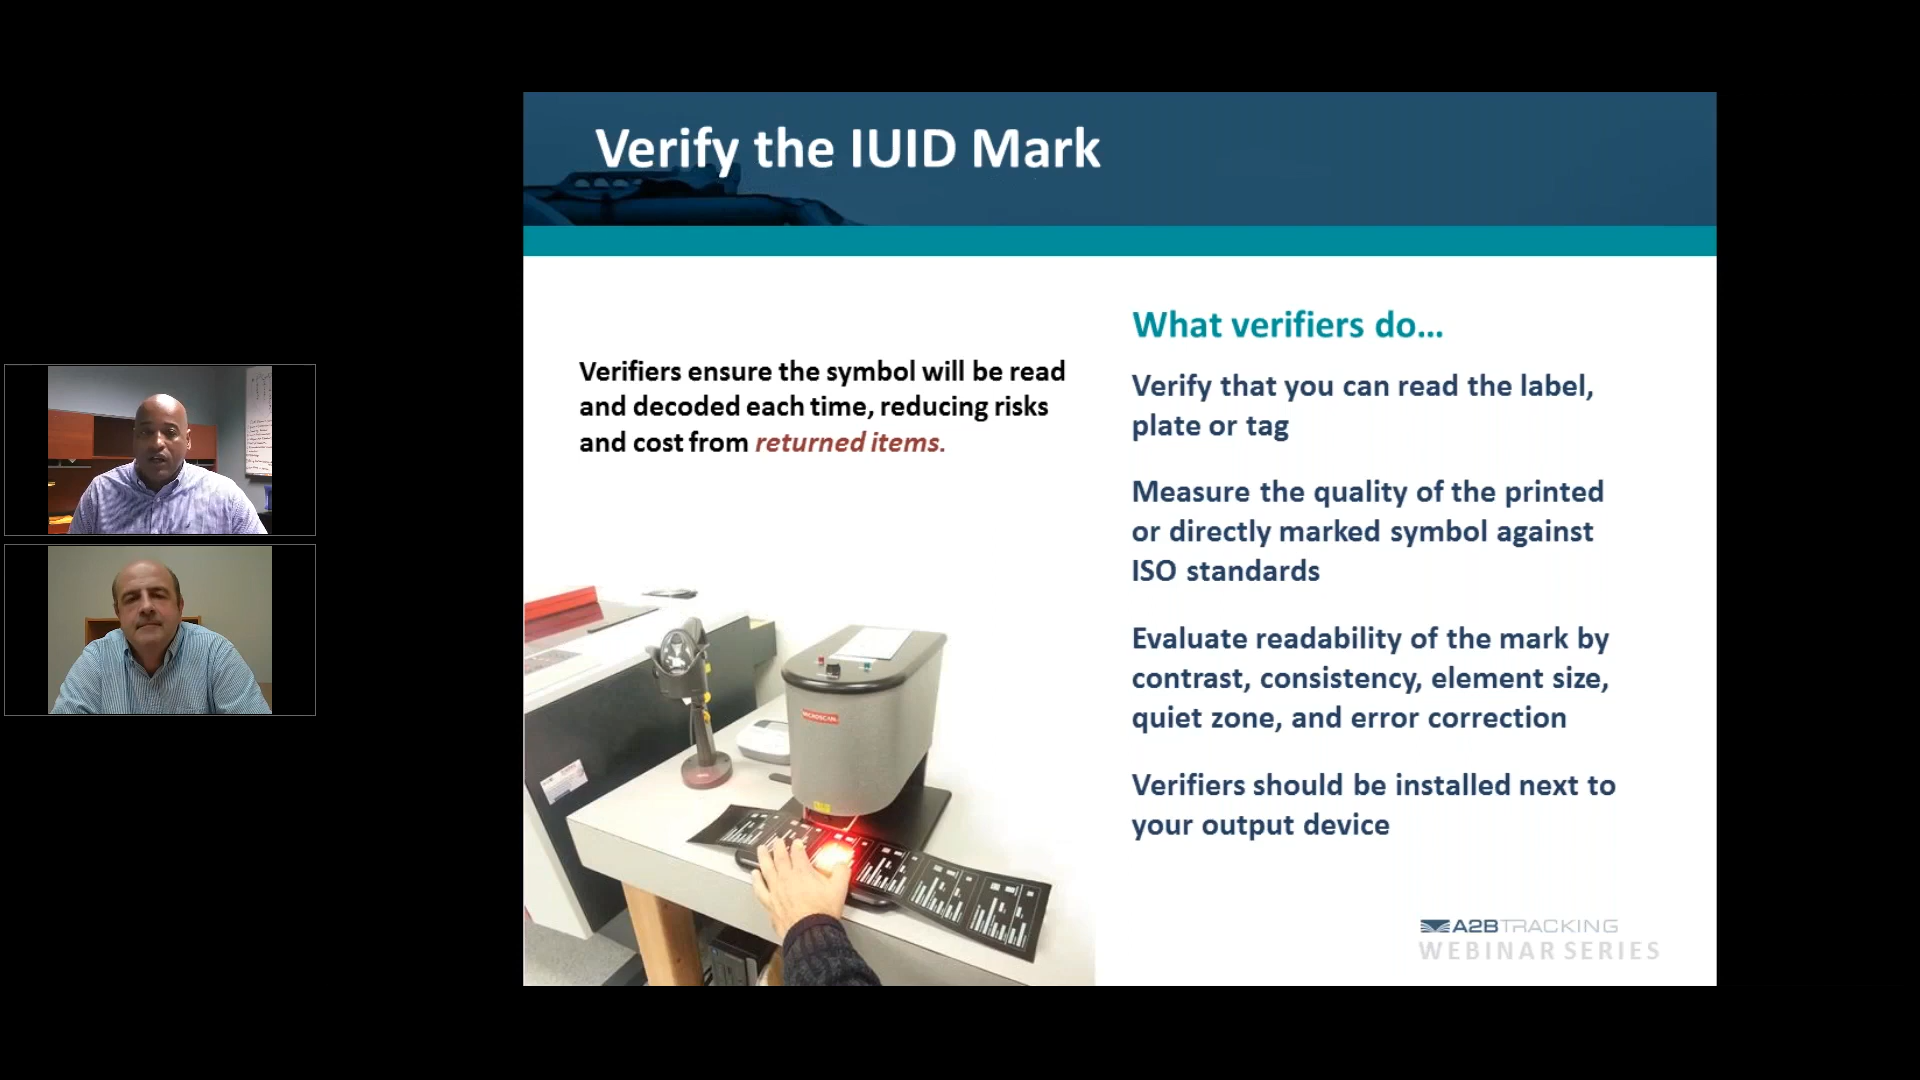 Verify the IUID Mark
Verifiers ensure the symbol will be read
and decoded each time, reducing risks
and cost from returned items.
What verifiers do...
Verify that you can read the label,
plate or tag
Measure the quality of the printed
or directly marked symbol against
ISO standards
Evaluate readability of the mark by
contrast, consistency, element size,
quiet zone, and error correction
Verifiers should be installed next to
your output device
MICROSCAN
A2BTRACKING
WEBINAR SERIES